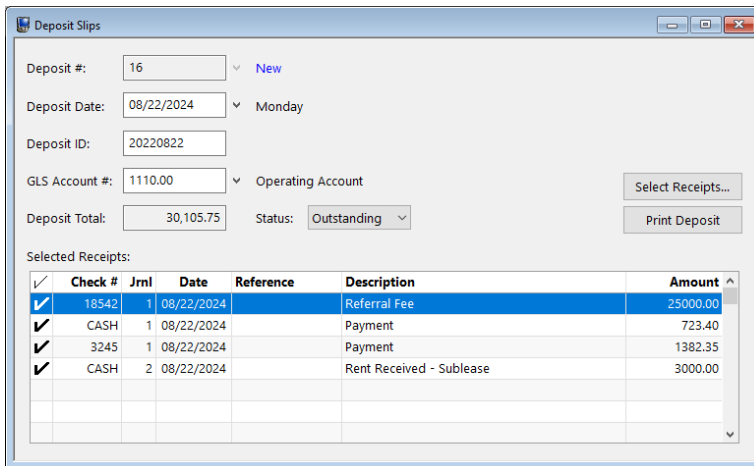 Deposit Slips
Deposit #: 16 New
Deposit Date: 08/22/2024 Monday
Deposit ID: 20220822
GLS Account #: 1110.00 Operating Account Select Receipts...
Deposit Total: 30,105.75 Status: Outstanding Print Deposit
Selected Receipts:
Check # Jrnl Date Reference Description Amount
18542 1 08/22/2024 Referral Fee 25000.00
CASH 1 08/22/2024 Payment 723.40
3245 1 08/22/2024 Payment 1382.35
CASH 2 08/22/2024 Rent Received - Sublease 3000.00